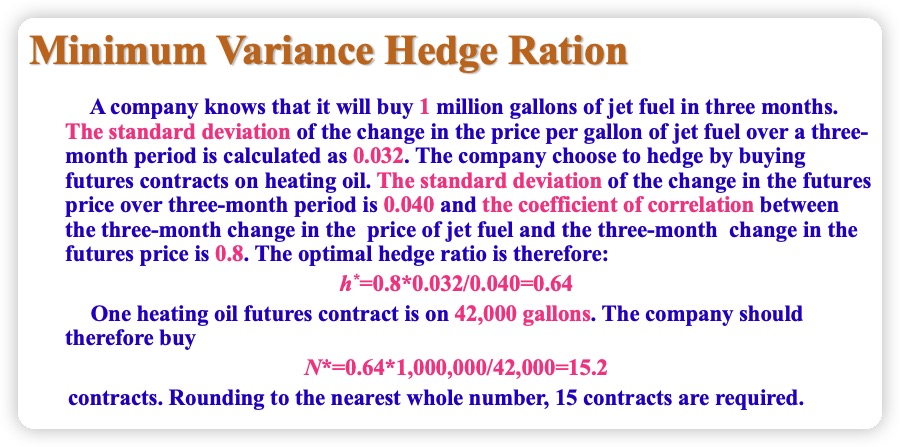 Minimum Variance Hedge Ration
A company knows that it will buy 1 million gallons of jet fuel in three months.
The standard deviation of the change in the price per gallon of jet fuel over a three-
month period is calculated as 0.032. The company choose to hedge by buying
futures contracts on heating oil. The standard deviation of the change in the futures
price over three-month period is 0.040 and the coefficient of correlation between
the three-month change in the price of jet fuel and the three-month change in the
futures price is 0.8. The optimal hedge ratio is therefore:
h*=0.8*0.032/0.040=0.64
One heating oil futures contract is on 42,000 gallons. The company should
therefore buy
N*=0.64*1,000,000/42,000=15.2
contracts. Rounding to the nearest whole number, 15 contracts are required.